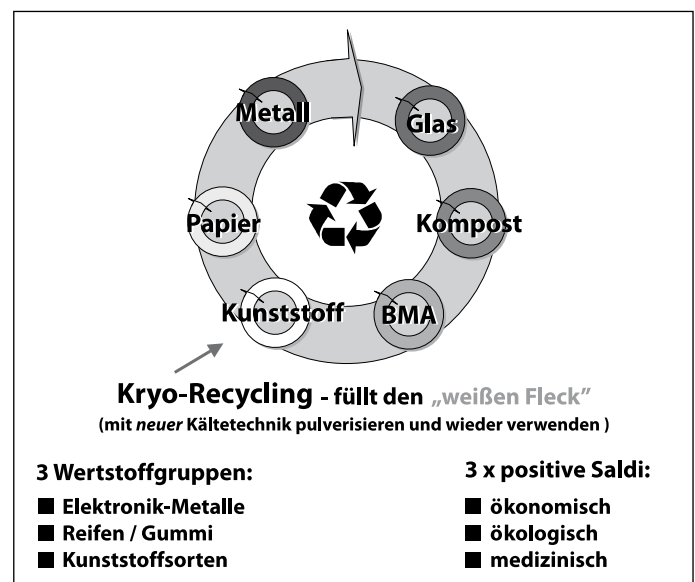 Metall
Glas
Papier
Kompost
Kunststoff
BMA
Kryo-Recycling - füllt den „weißen Fleck”
(mit neuer Kältetechnik pulverisieren und wieder verwenden )
3 Wertstoffgruppen:
Elektronik-Metalle
Reifen / Gummi
Kunststoffsorten
3 x positive Saldi:
ökonomisch
ökologisch
medizinisch